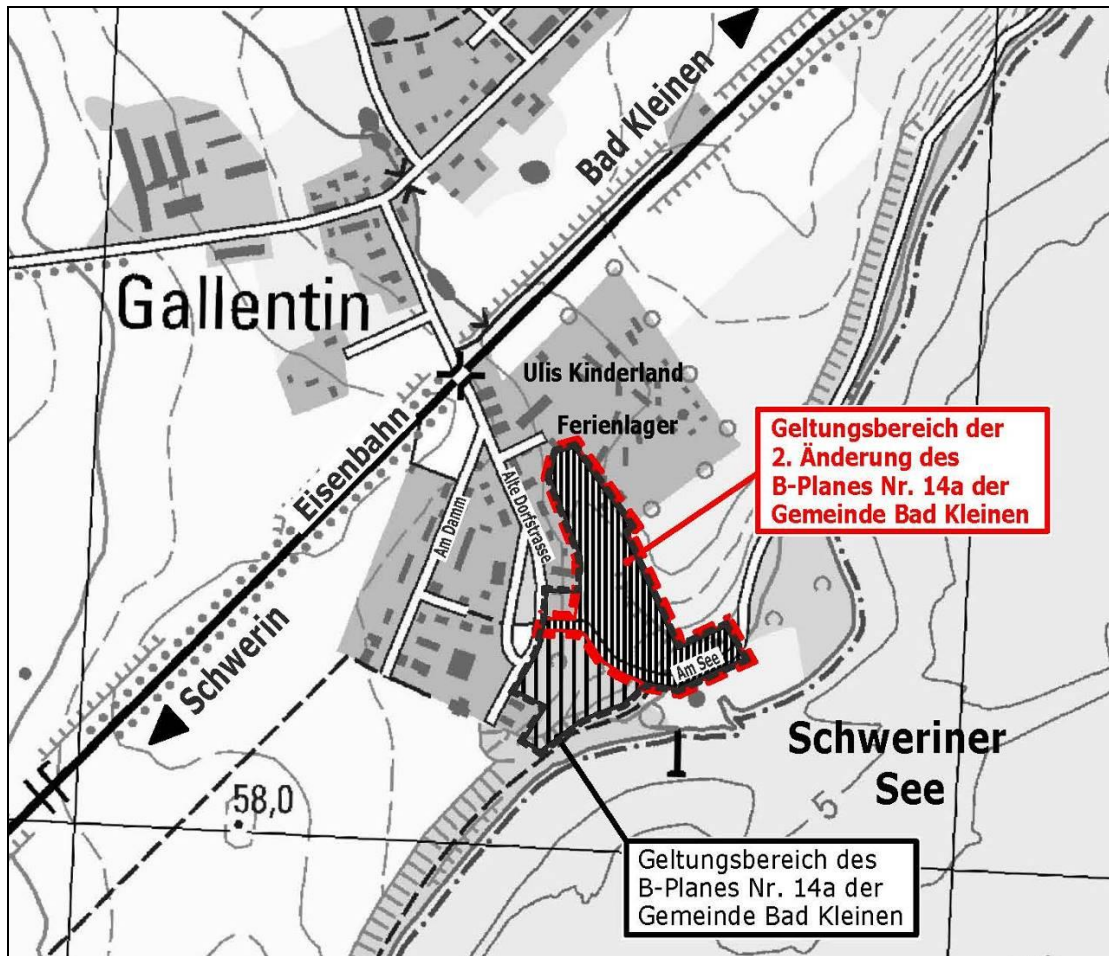 Bad Kleinen
Gallentin
Ulis Kinderland
Ferienlager
Eisenbahn
Geltungsbereich der
2. Änderung des
B-Planes Nr. 14a der
Gemeinde Bad Kleinen
Am Damm
Alte Dorfstrasse
Schwerin
Am See
Schweriner
See
58,0
5
Geltungsbereich des
B-Planes Nr. 14a der
Gemeinde Bad Kleinen